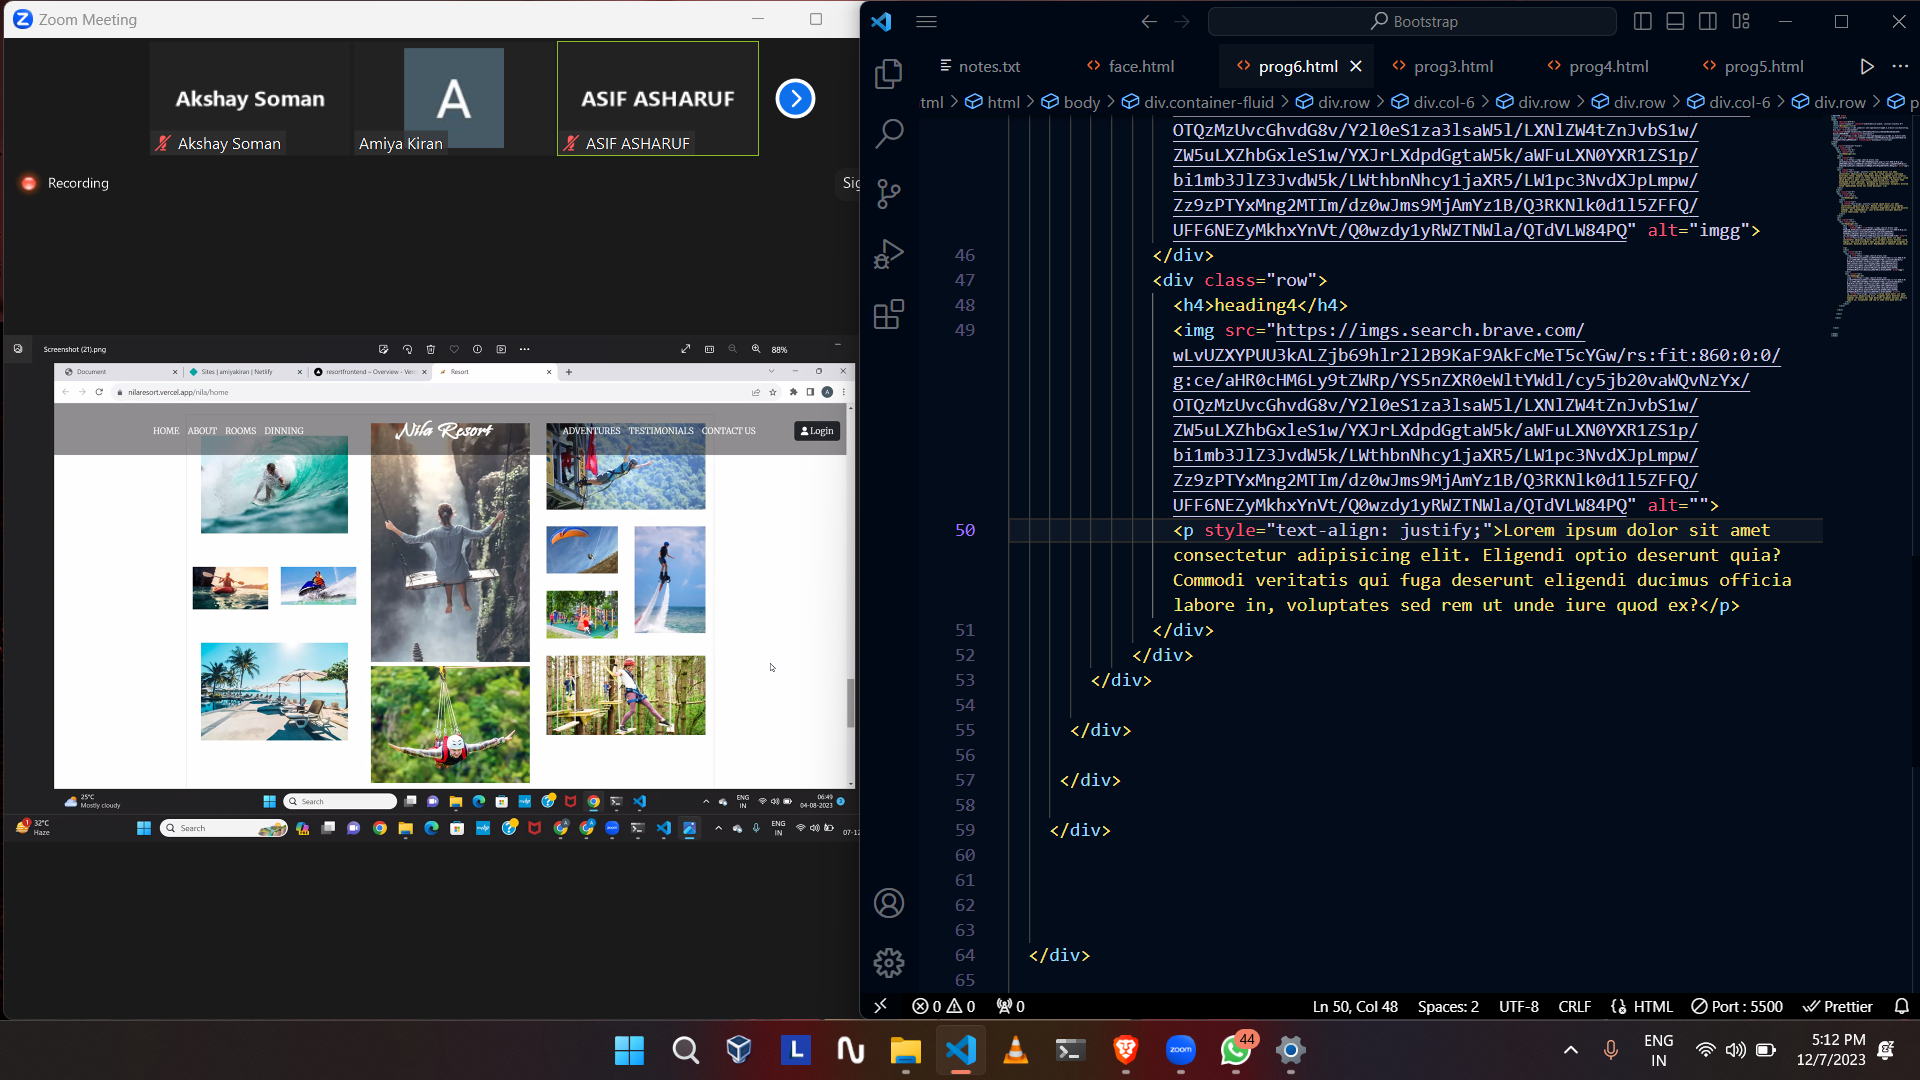 Zoom Meeting
Akshay Soman
A
ASIF ASHARUF
Akshay Soman
Amiya Kiran
ASIF ASHARUF
Recording
Sig
Screenshot (21).png
88%
Document
Sites | amiyakiran | Netlify
resortfrontend – Overview - Ver
Resort
nilaresort.vercel.app/nila/home
HOME ABOUT ROOMS DINNING
Nila Resort
ADVENTURES TESTIMONIALS CONTACT US
Login
25°C
Mostly cloudy
Search
ENG
IN
06:49
04-08-2023
32°C
Haze
Search
ENG
IN
07-12
Bootstrap
notes.txt
face.html
prog6.html
prog3.html
prog4.html
prog5.html
tml > html > body > div.container-fluid > div.row > div.col-6 > div.row > div.row > div.col-6 > div.row > p
OTQzMzUvcGhvdG8v/Y2l0eS1za3lsaW5l/LXNlZW4tZnJvbS1w/
ZW5uLXZhbGxleS1w/YXJrLXdpdGgtaW5k/aWFuLXN0YXR1ZS1p/
bi1mb3JlZ3JvdW5k/LWthbnNhcy1jaXR5/LW1pc3NvdXJpLmpw/
Zz9zPTYxMng2MTIm/dz0wJms9MjAmYz1B/Q3RKNlk0d1l5ZFFQ/
UFF6NEZyMkhxYnVt/Q0wzdy1yRWZTNWla/QTdVLW84PQ" alt="imgg">
46 </div>
47 <div class="row">
48 <h4>heading4</h4>
49 <img src="https://imgs.search.brave.com/
wLvUZXYPUU3kALZjb69hlr2l2B9KaF9AkFcMeT5cYGw/rs:fit:860:0:0/
g:ce/aHR0cHM6Ly9tZWRp/YS5nZXR0eWltYWdl/cy5jb20vaWQvNzYx/
OTQzMzUvcGhvdG8v/Y2l0eS1za3lsaW5l/LXNlZW4tZnJvbS1w/
ZW5uLXZhbGxleS1w/YXJrLXdpdGgtaW5k/aWFuLXN0YXR1ZS1p/
bi1mb3JlZ3JvdW5k/LWthbnNhcy1jaXR5/LW1pc3NvdXJpLmpw/
Zz9zPTYxMng2MTIm/dz0wJms9MjAmYz1B/Q3RKNlk0d1l5ZFFQ/
UFF6NEZyMkhxYnVt/Q0wzdy1yRWZTNWla/QTdVLW84PQ" alt="">
50 <p style="text-align: justify;">Lorem ipsum dolor sit amet
consectetur adipisicing elit. Eligendi optio deserunt quia?
Commodi veritatis qui fuga deserunt eligendi ducimus officia
labore in, voluptates sed rem ut unde iure quod ex?</p>
51 </div>
52 </div>
53 </div>
54
55 </div>
56
57 </div>
58
59 </div>
60
61
62
63
64 </div>
65
0 0 0
Ln 50, Col 48 Spaces: 2 UTF-8 CRLF HTML Port : 5500 Prettier
L
zoom
44
ENG
IN
5:12 PM
12/7/2023